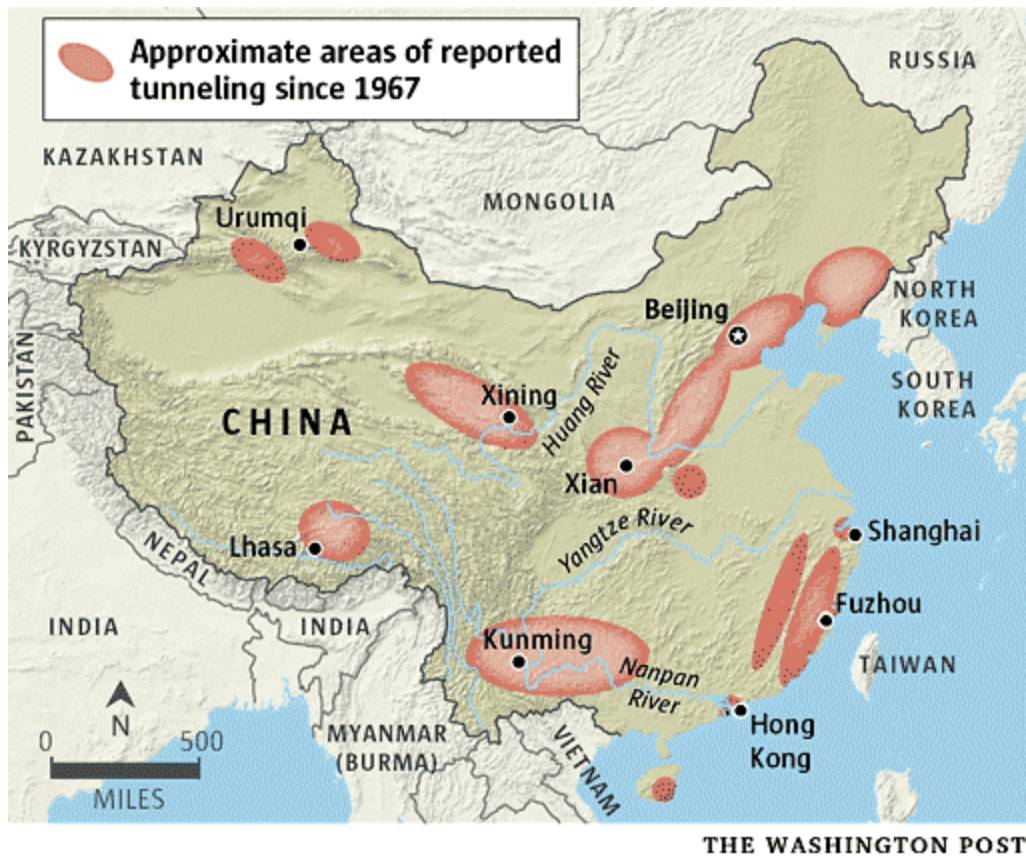 Approximate areas of reported
tunneling since 1967
RUSSIA
KAZAKHSTAN
MONGOLIA
Urumqi
KYRGYZSTAN
Beijing
NORTH
KOREA
PAKISTAN
SOUTH
KOREA
Xining
Huang River
CHINA
Xian
Yangtze River
Shanghai
Lhasa
NEPAL
Fuzhou
INDIA
INDIA
Kunming
TAIWAN
Nanpan
River
N
0 500
MILES
MYANMAR
(BURMA)
VIETNAM
Hong
Kong
THE WASHINGTON POST